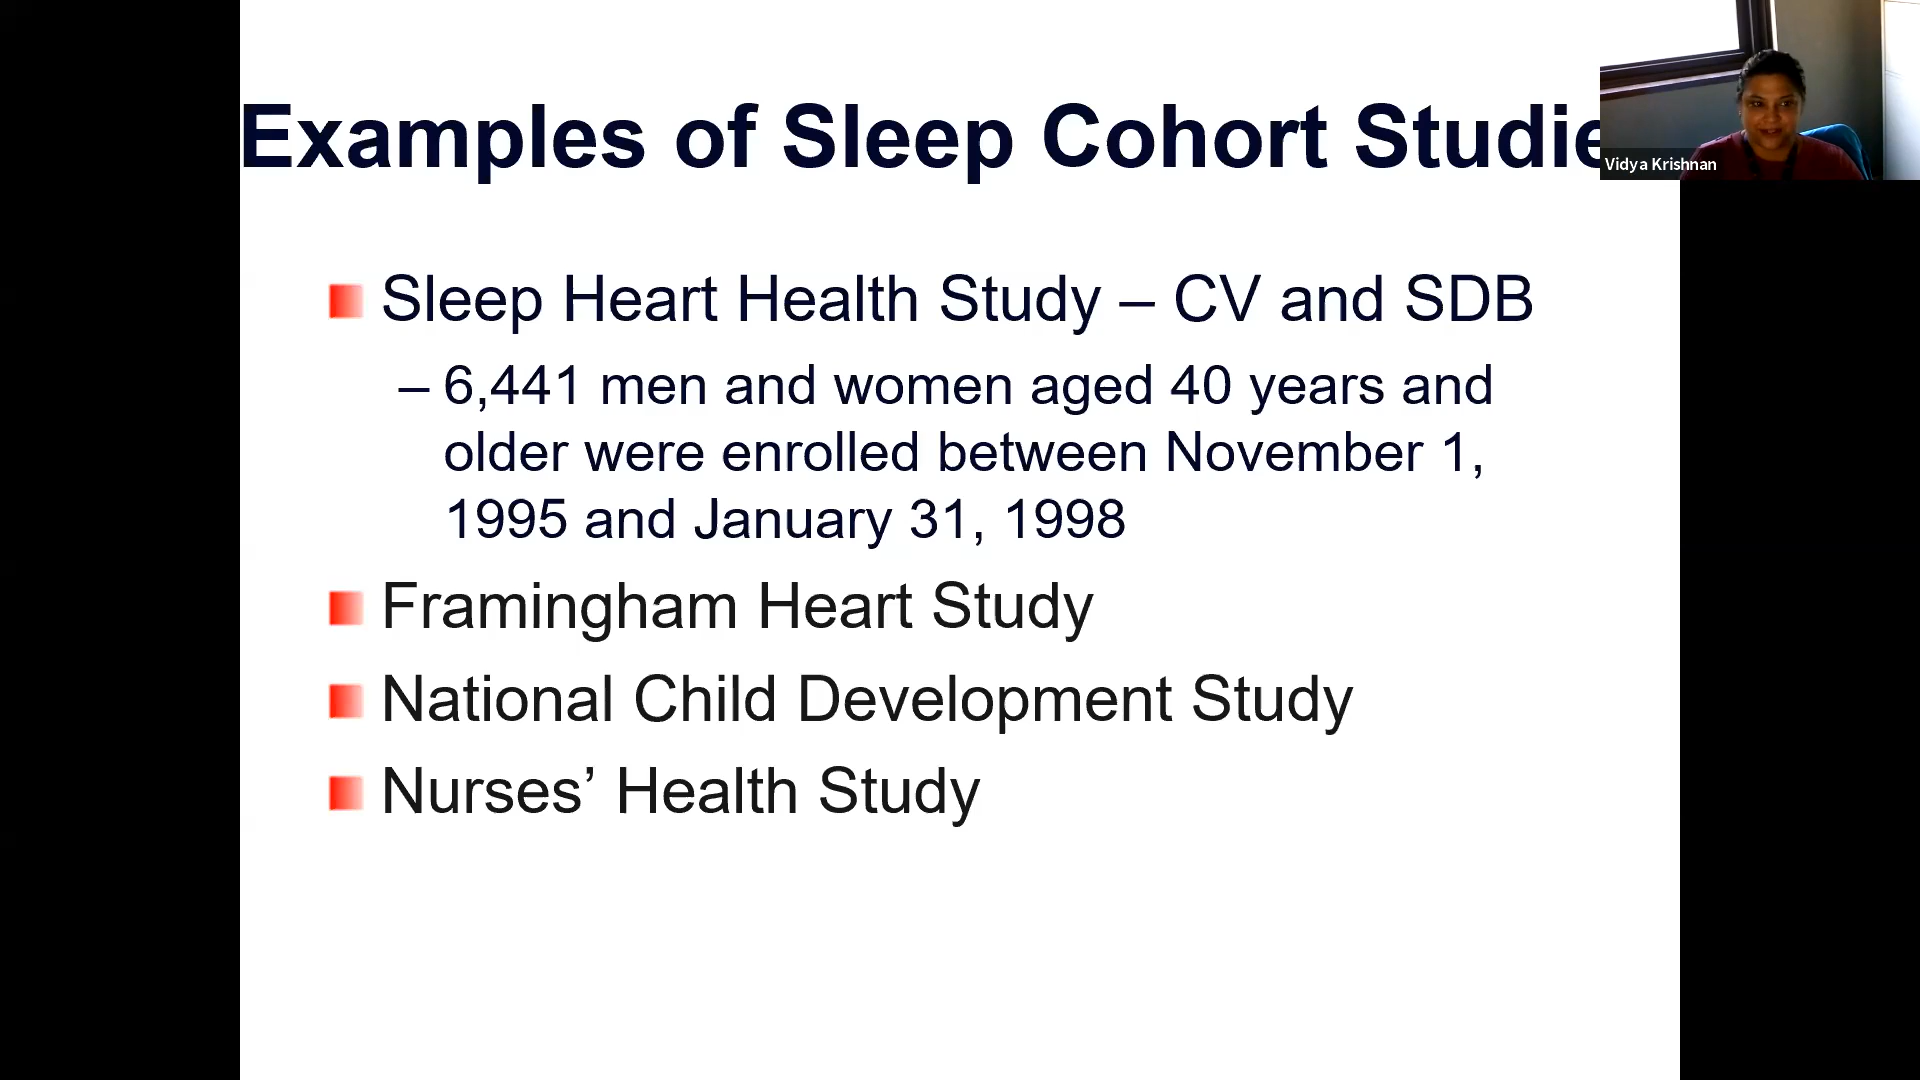 Examples of Sleep Cohort Studie
Vidya Krishnan
Sleep Heart Health Study – CV and SDB
– 6,441 men and women aged 40 years and
older were enrolled between November 1,
1995 and January 31, 1998
Framingham Heart Study
National Child Development Study
Nurses’ Health Study